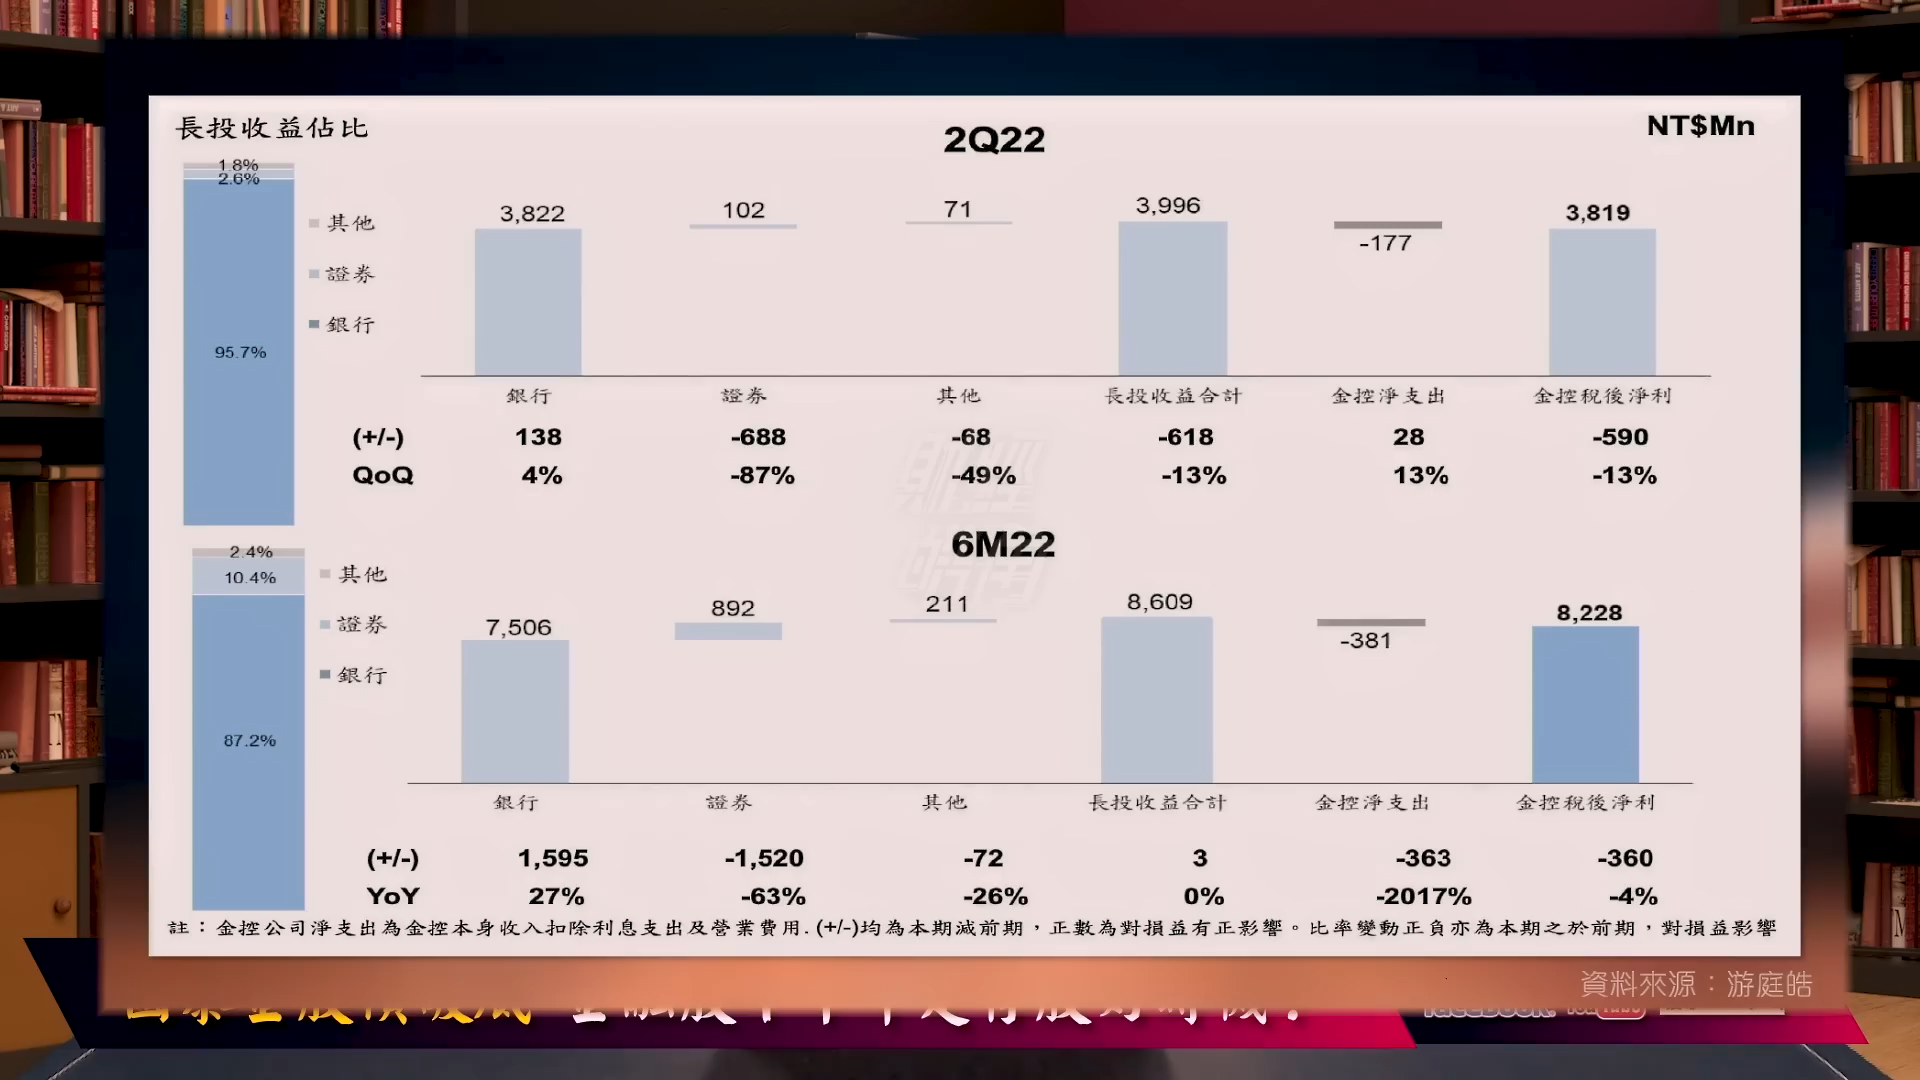 長投收益佔比
2Q22
NT$Mn
1.8%
2.6%
95.7%
其他
證券
銀行
3,822
102
71
3,996
-177
3,819
銀行 證券 其他 長投收益合計 金控淨支出 金控稅後淨利
(+/-) 138 -688 -68 -618 28 -590
QoQ 4% -87% -49% -13% 13% -13%
6M22
2.4%
10.4%
87.2%
其他
證券
銀行
7,506
892
211
8,609
-381
8,228
銀行 證券 其他 長投收益合計 金控淨支出 金控稅後淨利
(+/-) 1,595 -1,520 -72 3 -363 -360
YoY 27% -63% -26% 0% -2017% -4%
註：金控公司淨支出為金控本身收入扣除利息支出及營業費用. (+/-)均為本期減前期，正數為對損益有正影響。比率變動正負亦為本期之於前期，對損益影響
資料來源：游庭皓